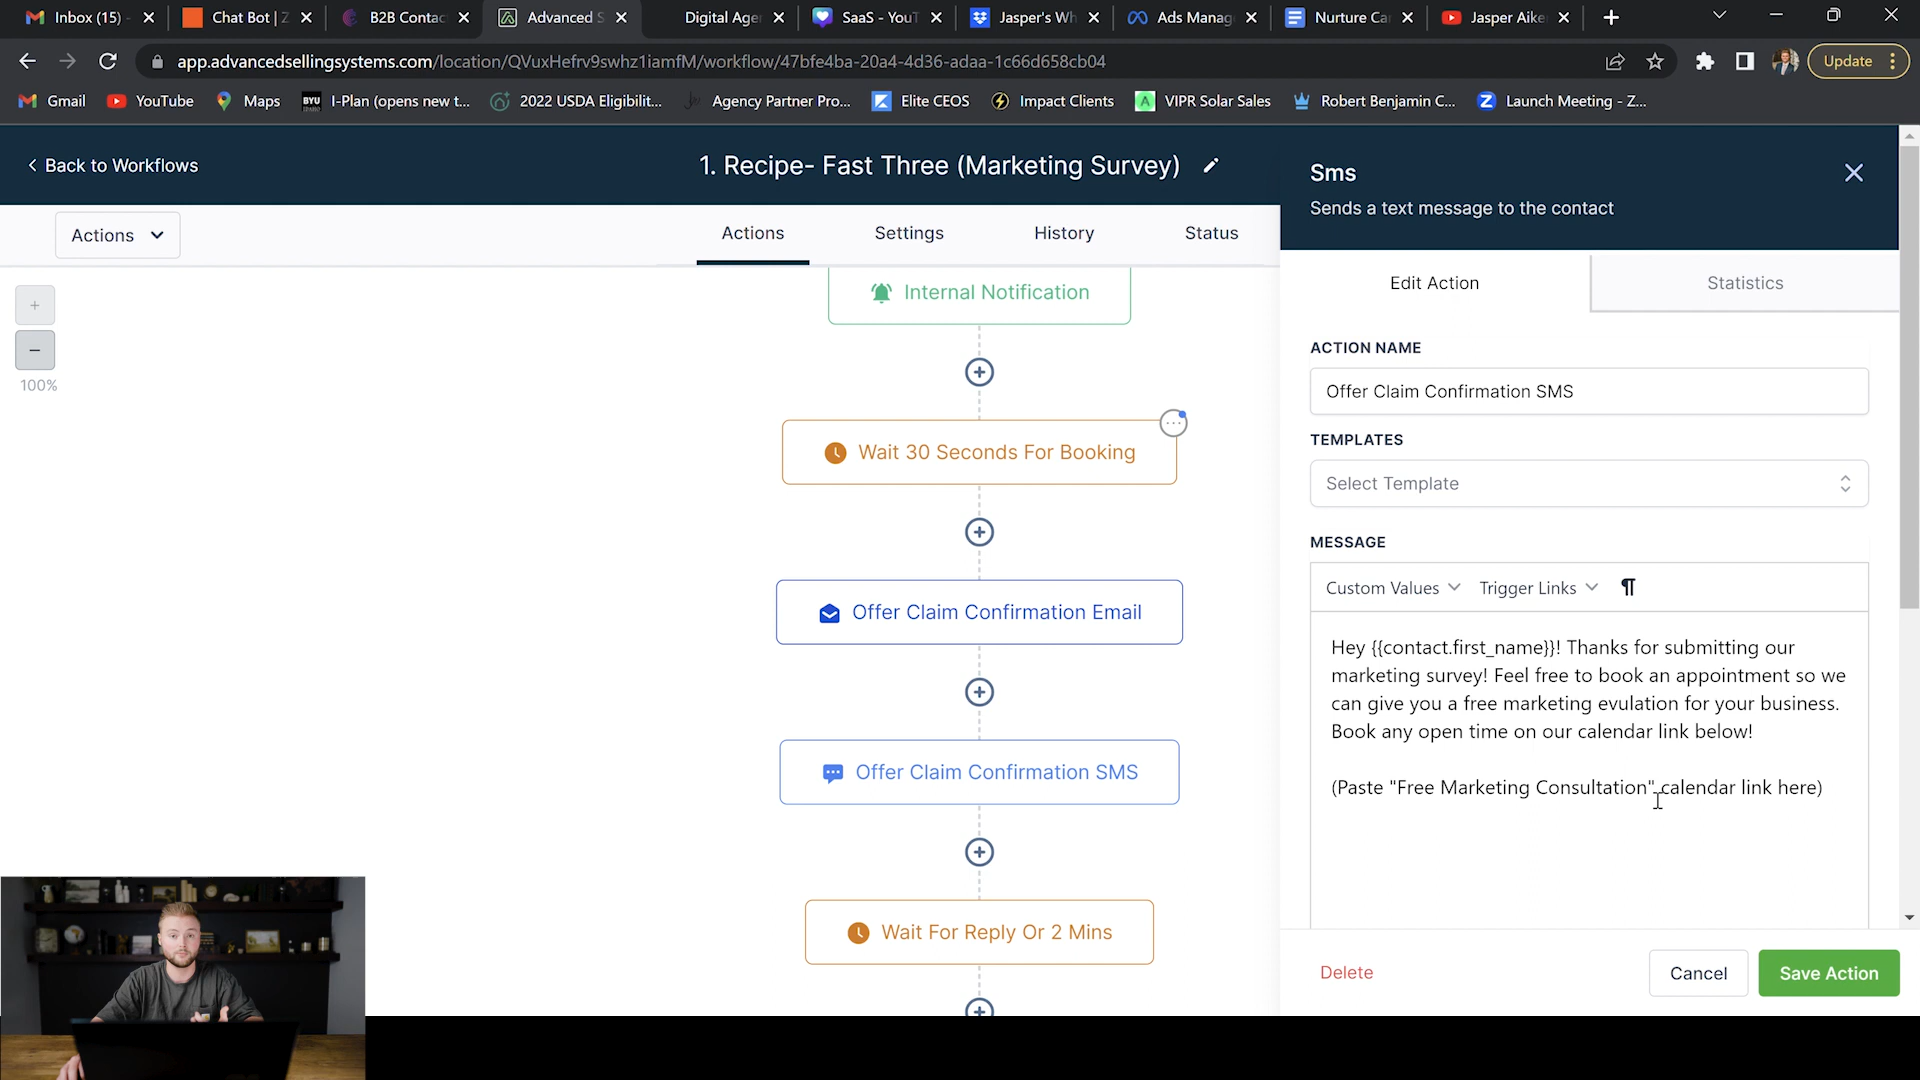 Inbox (15)
Chat Bot | Z
B2B Contac
Advanced S
Digital Agen
SaaS - YouT
Jasper's Wh
Ads Manag
Nurture Ca
Jasper Aike
app.advancedsellingsystems.com/location/QVuxHefrv9swhz1iamfM/workflow/47bfe4ba-20a4-4d36-adaa-1c66d658cb04
Update
Gmail
YouTube
Maps
BYU
I-Plan (opens new t...
2022 USDA Eligibilit...
Agency Partner Pro...
Elite CEOS
Impact Clients
VIPR Solar Sales
Robert Benjamin C...
Launch Meeting - Z...
Back to Workflows
1. Recipe- Fast Three (Marketing Survey)
Actions
Actions
Settings
History
Status
100%
Internal Notification
Wait 30 Seconds For Booking
Offer Claim Confirmation Email
Offer Claim Confirmation SMS
Wait For Reply Or 2 Mins
Sms
Sends a text message to the contact
Edit Action
Statistics
ACTION NAME
Offer Claim Confirmation SMS
TEMPLATES
Select Template
MESSAGE
Custom Values
Trigger Links
Hey {{contact.first_name}}! Thanks for submitting our
marketing survey! Feel free to book an appointment so we
can give you a free marketing evulation for your business.
Book any open time on our calendar link below!
(Paste "Free Marketing Consultation" calendar link here)
Delete
Cancel
Save Action